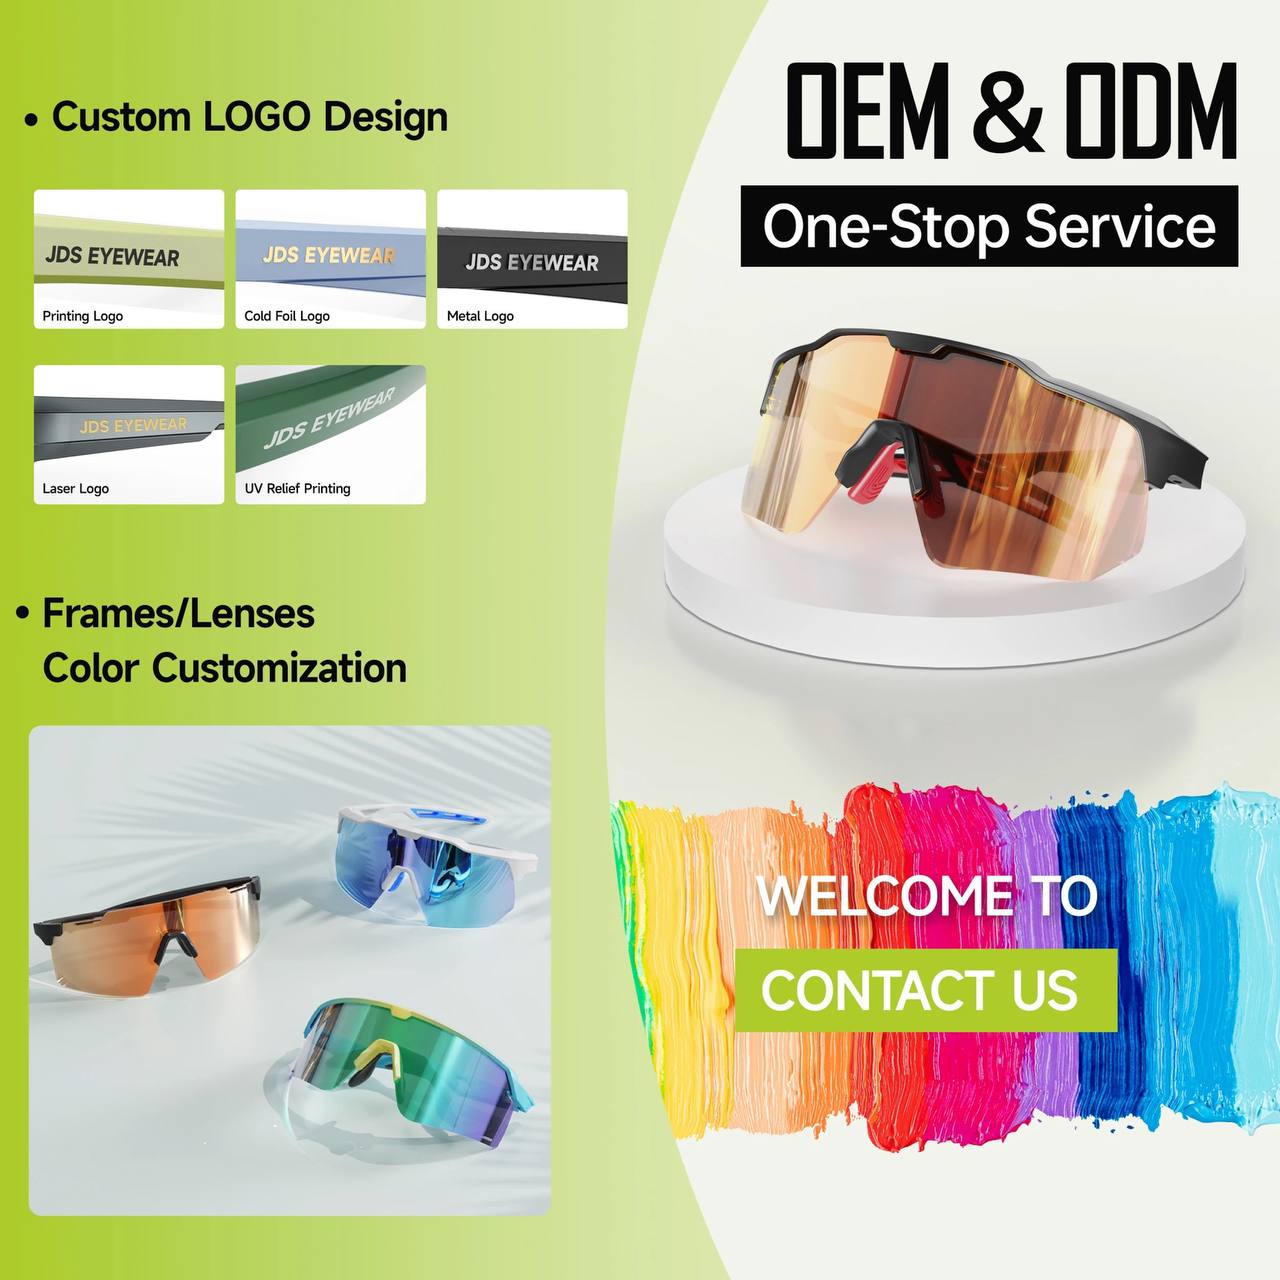 • Custom LOGO Design
JDS EYEWEAR
Printing Logo
JDS EYEWEAR
Cold Foil Logo
JDS EYEWEAR
Metal Logo
JDS EYEWEAR
Laser Logo
JDS EYEWEAR
UV Relief Printing
• Frames/Lenses
Color Customization
OEM & ODM
One-Stop Service
WELCOME TO
CONTACT US